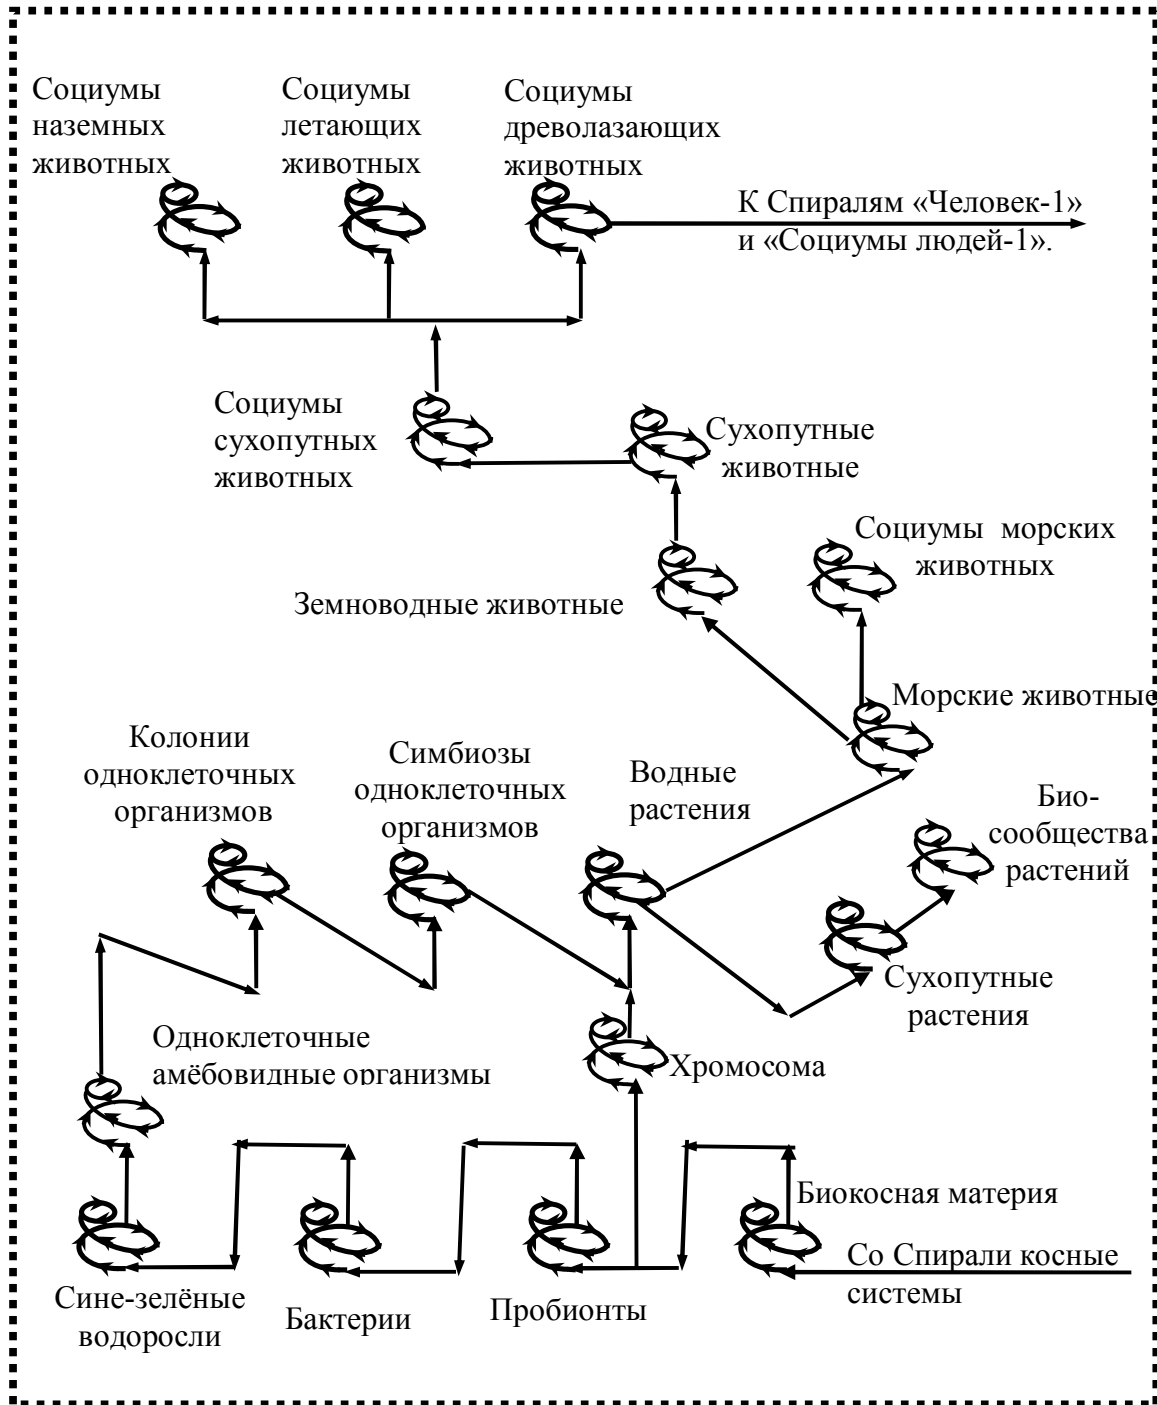 Социумы
наземных
животных
Социумы
летающих
животных
Социумы
древолазающих
животных
К Спиралям «Человек-1»
и «Социумы людей-1».
Социумы
сухопутных
животных
Сухопутные
животные
Социумы морских
животных
Земноводные животные
Морские животные
Колонии
одноклеточных
организмов
Симбиозы
одноклеточных
организмов
Водные
растения
Био-
сообщества
растений
Сухопутные
растения
Одноклеточные
амёбовидные организмы
Хромосома
Биокосная материя
Со Спирали косные
системы
Сине-зелёные
водоросли
Бактерии
Пробионты